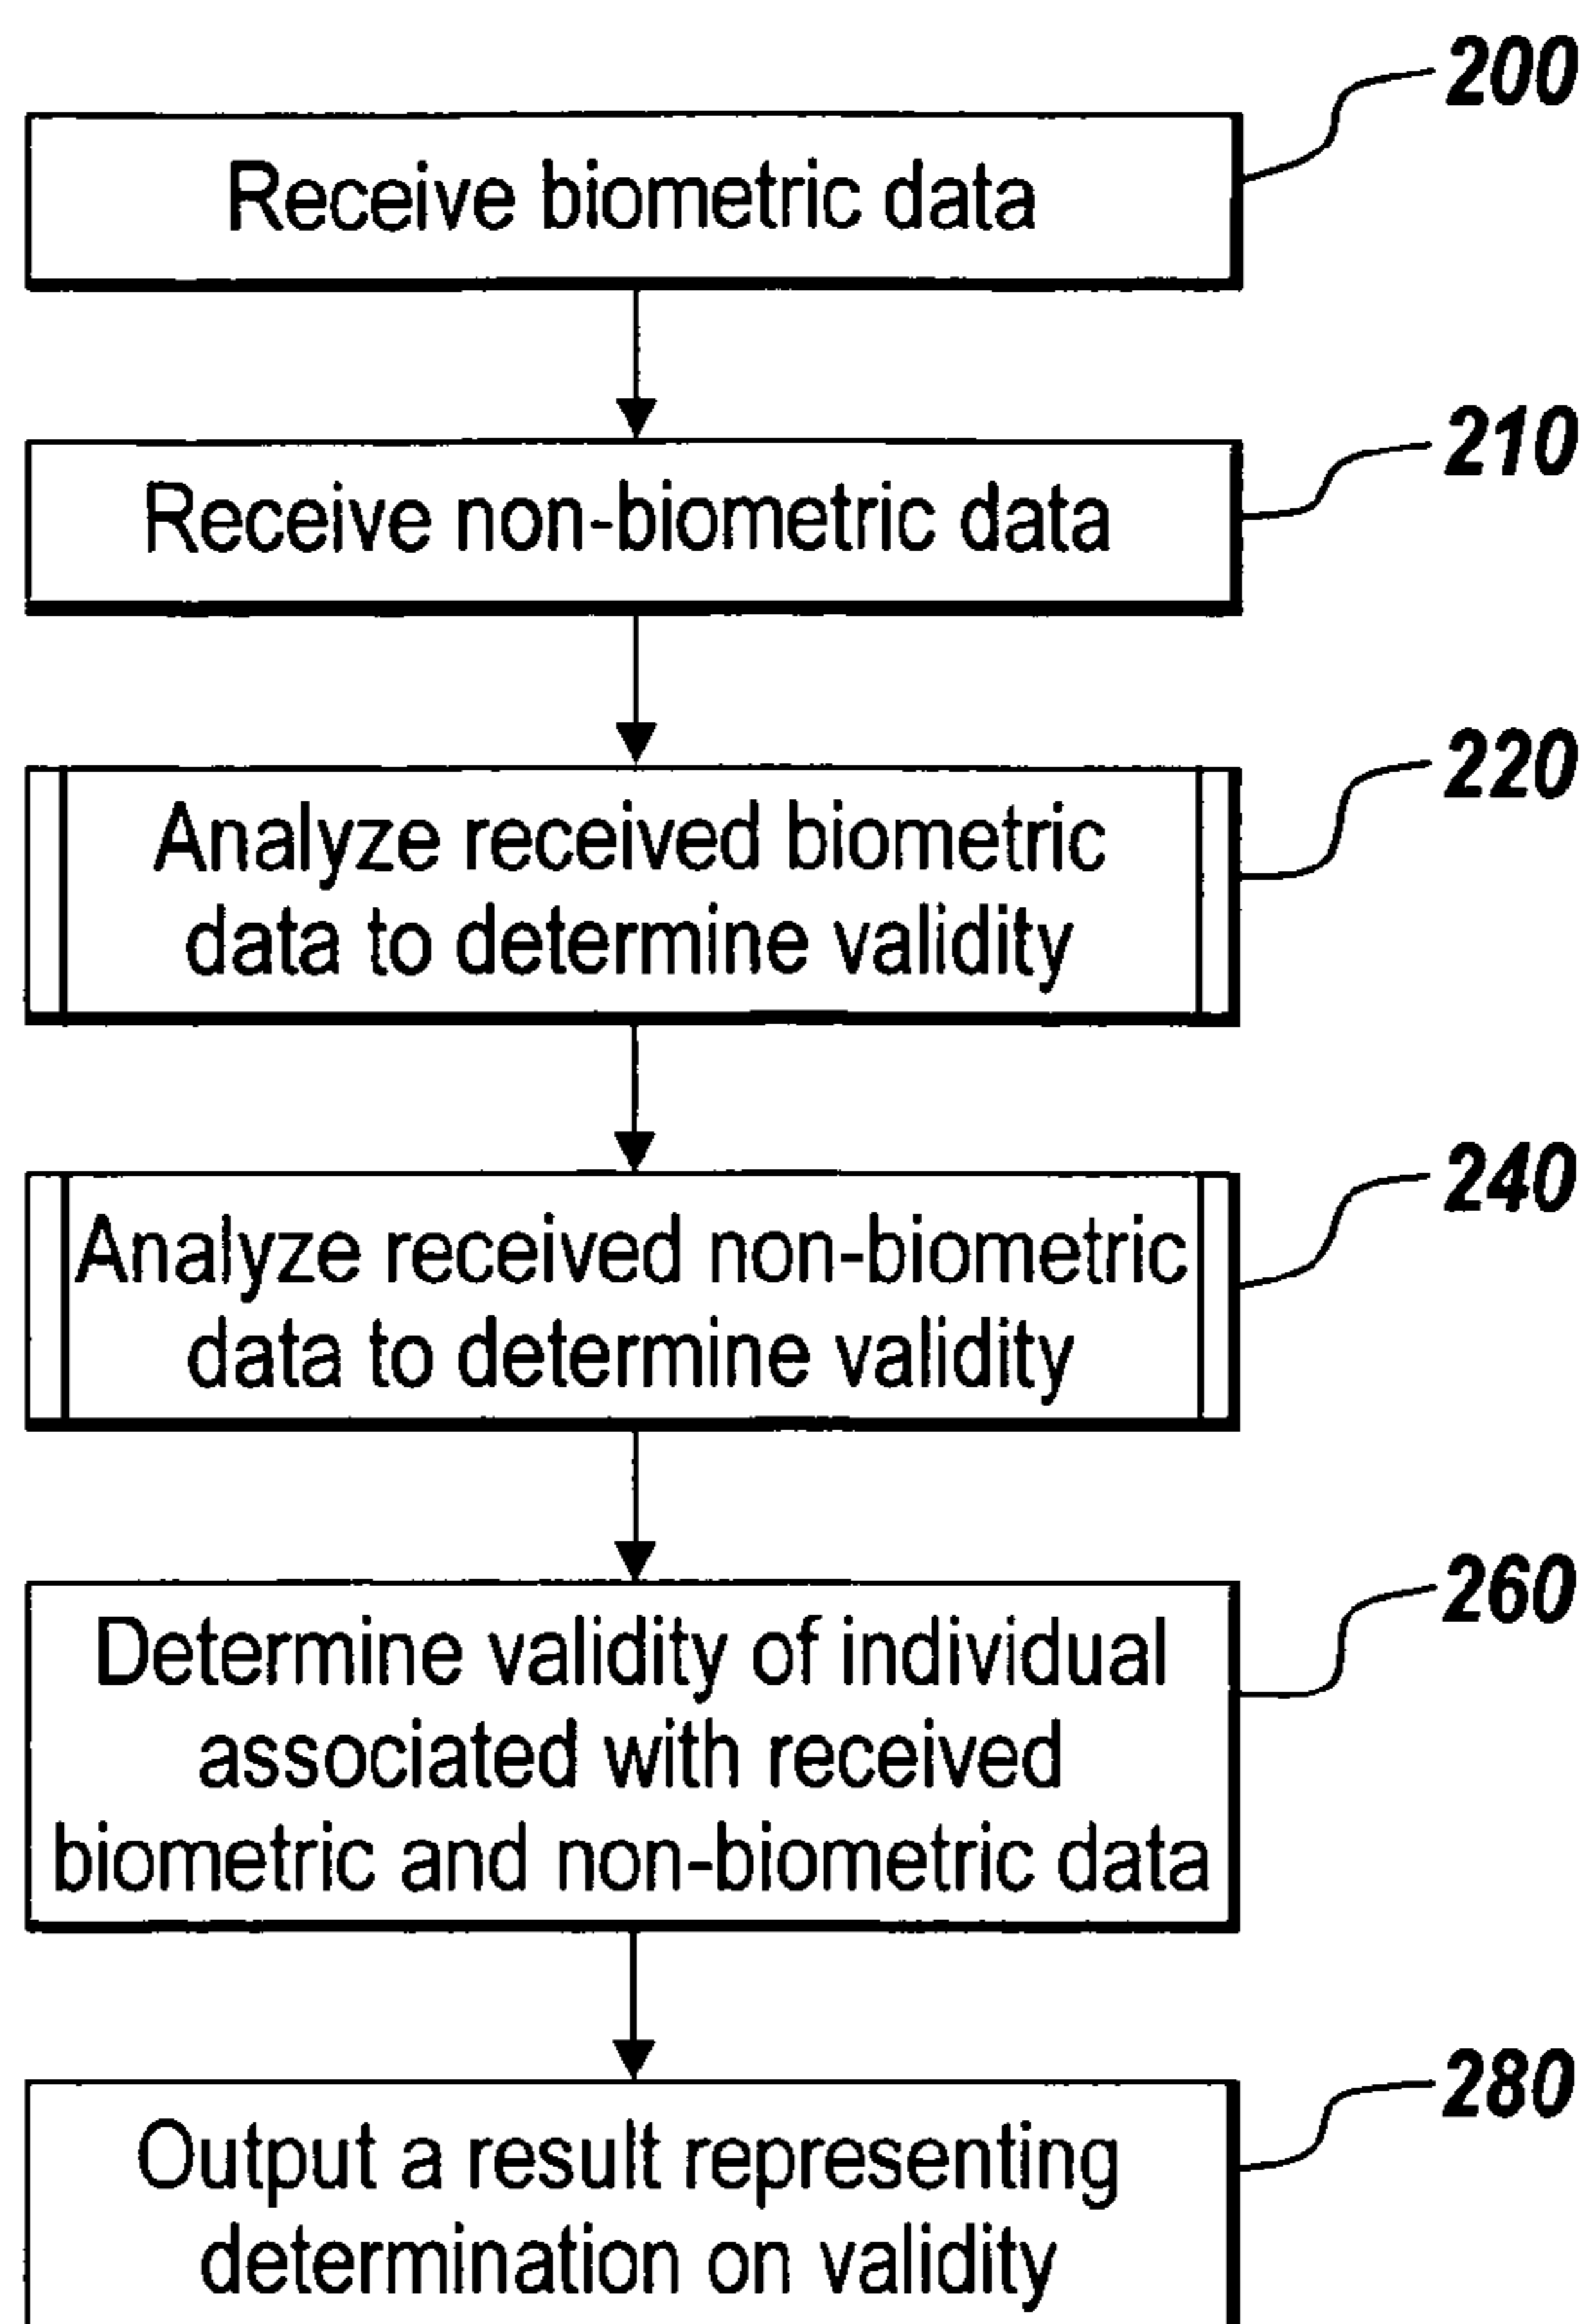 200
Receive biometric data
210
Receive non-biometric data
220
Analyze received biometric
data to determine validity
240
Analyze received non-biometric
data to determine validity
260
Determine validity of individual
associated with received
biometric and non-biometric data
280
Output a result representing
determination on validity